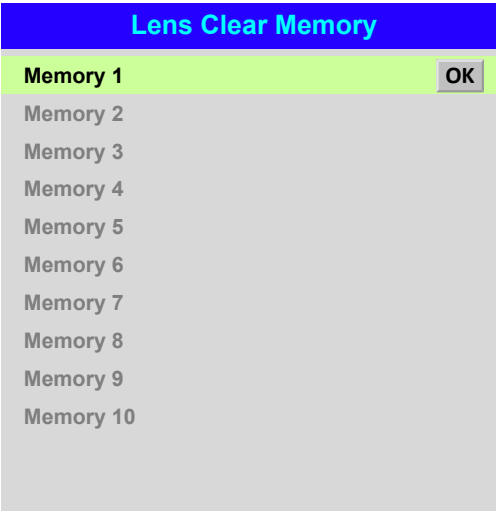 Lens Clear Memory
Memory 1 OK
Memory 2
Memory 3
Memory 4
Memory 5
Memory 6
Memory 7
Memory 8
Memory 9
Memory 10